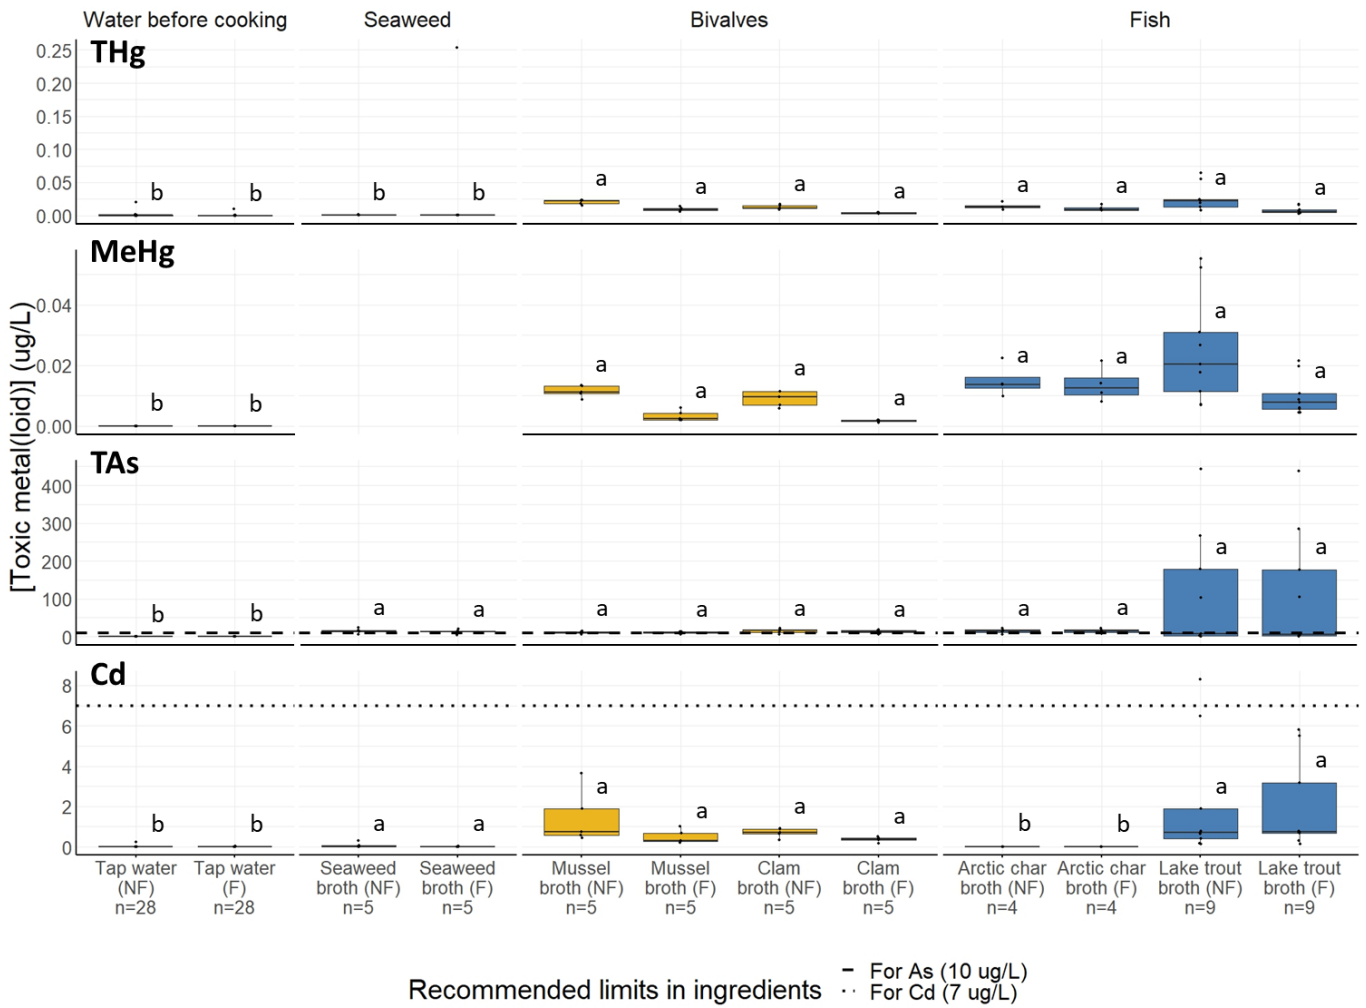 Water before cooking Seaweed Bivalves Fish
THg
0.25
0.20
0.15
0.10
0.05
0.00
b b b b a a a a a a a a
MeHg
0.04
0.02
0.00
b b a a a a a a a a
[Toxic metal(loid)] (ug/L)
TAs
400
300
200
100
0
b b a a a a a a a a a a
Cd
8
6
4
2
0
b b a a a a a a b b a a
Tap water Tap water Seaweed Seaweed Mussel Mussel Clam Clam Arctic char Arctic char Lake trout Lake trout
(NF) (F) broth (NF) broth (F) broth (NF) broth (F) broth (NF) broth (F) broth (NF) broth (F) broth (NF) broth (F)
n=28 n=28 n=5 n=5 n=5 n=5 n=5 n=5 n=4 n=4 n=9 n=9
Recommended limits in ingredients
For As (10 ug/L)
For Cd (7 ug/L)